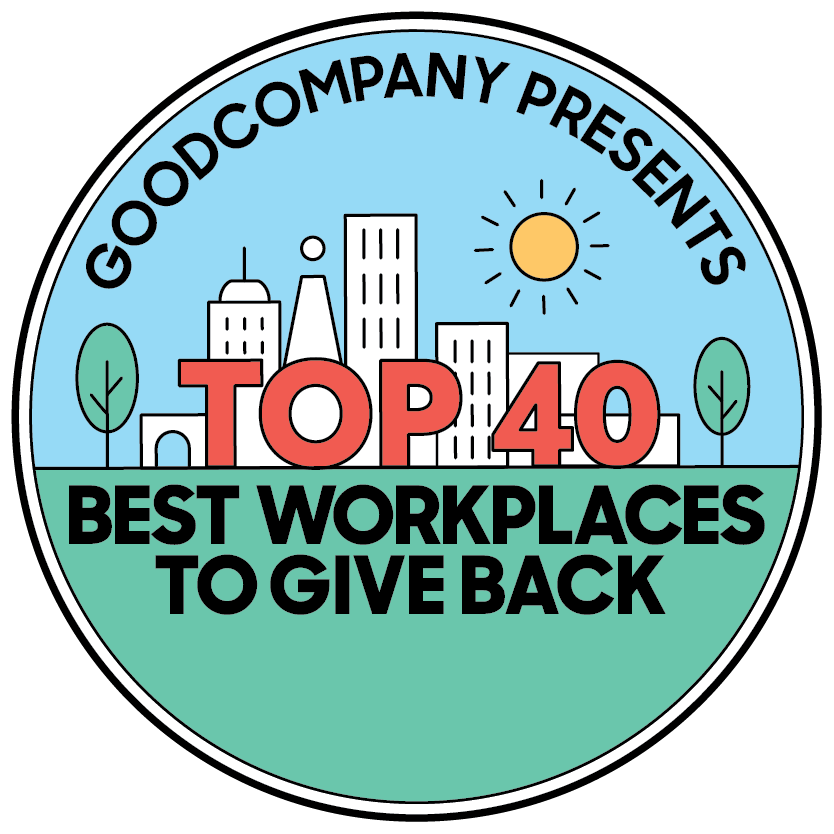 GOODCOMPANY PRESENTS
TOP 40
BEST WORKPLACES
TO GIVE BACK